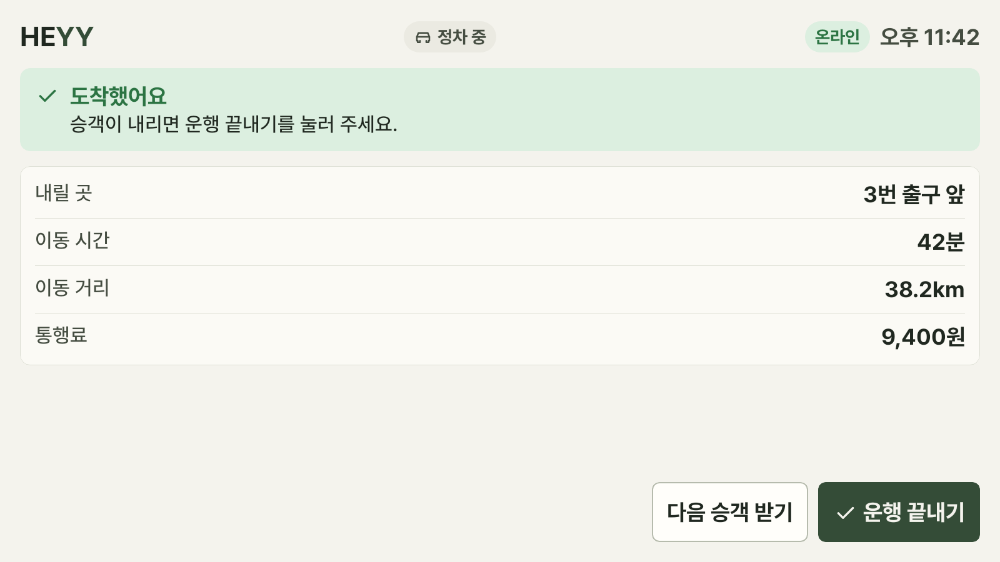 HEYY
정차 중
온라인
오후 11:42
도착했어요
승객이 내리면 운행 끝내기를 눌러 주세요.
내릴 곳
3번 출구 앞
이동 시간
42분
이동 거리
38.2km
통행료
9,400원
다음 승객 받기
운행 끝내기